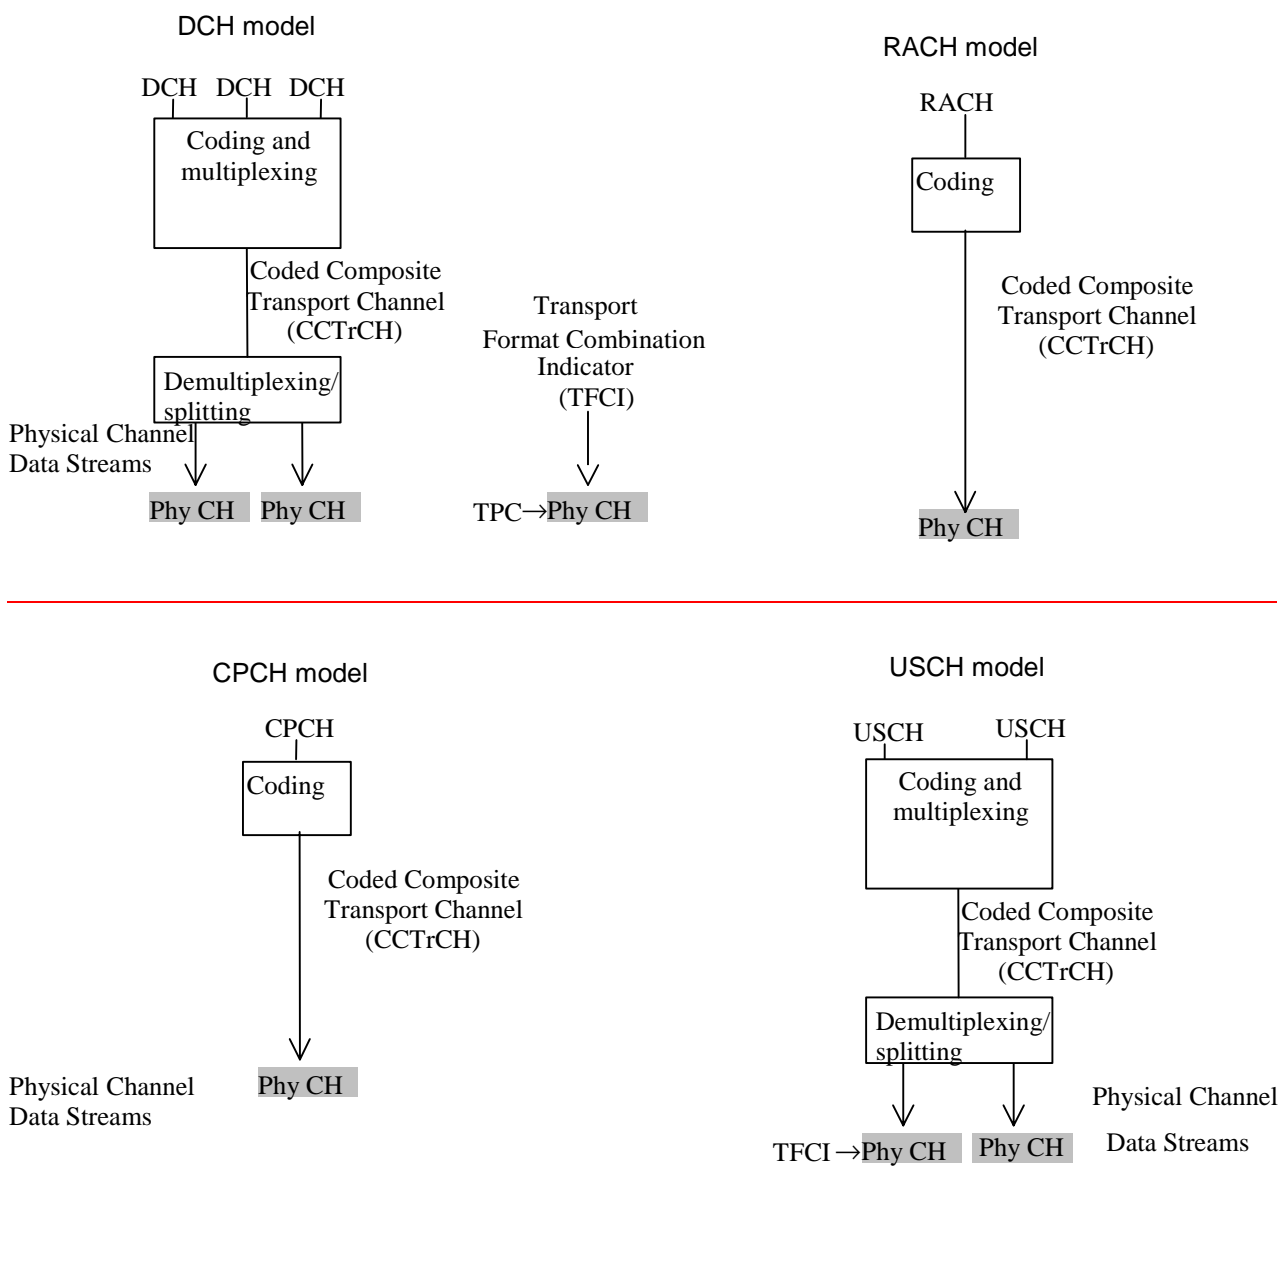 DCH model
DCH DCH DCH
Coding and
multiplexing
Coded Composite
Transport Channel
(CCTrCH)
Demultiplexing/
splitting
Physical Channel
Data Streams
Phy CH Phy CH
Transport
Format Combination
Indicator
(TFCI)
TPC→Phy CH
RACH model
RACH
Coding
Coded Composite
Transport Channel
(CCTrCH)
Phy CH
CPCH model
CPCH
Coding
Coded Composite
Transport Channel
(CCTrCH)
Physical Channel
Data Streams
Phy CH
USCH model
USCH USCH
Coding and
multiplexing
Coded Composite
Transport Channel
(CCTrCH)
Demultiplexing/
splitting
Physical Channel
Data Streams
TFCI→Phy CH Phy CH